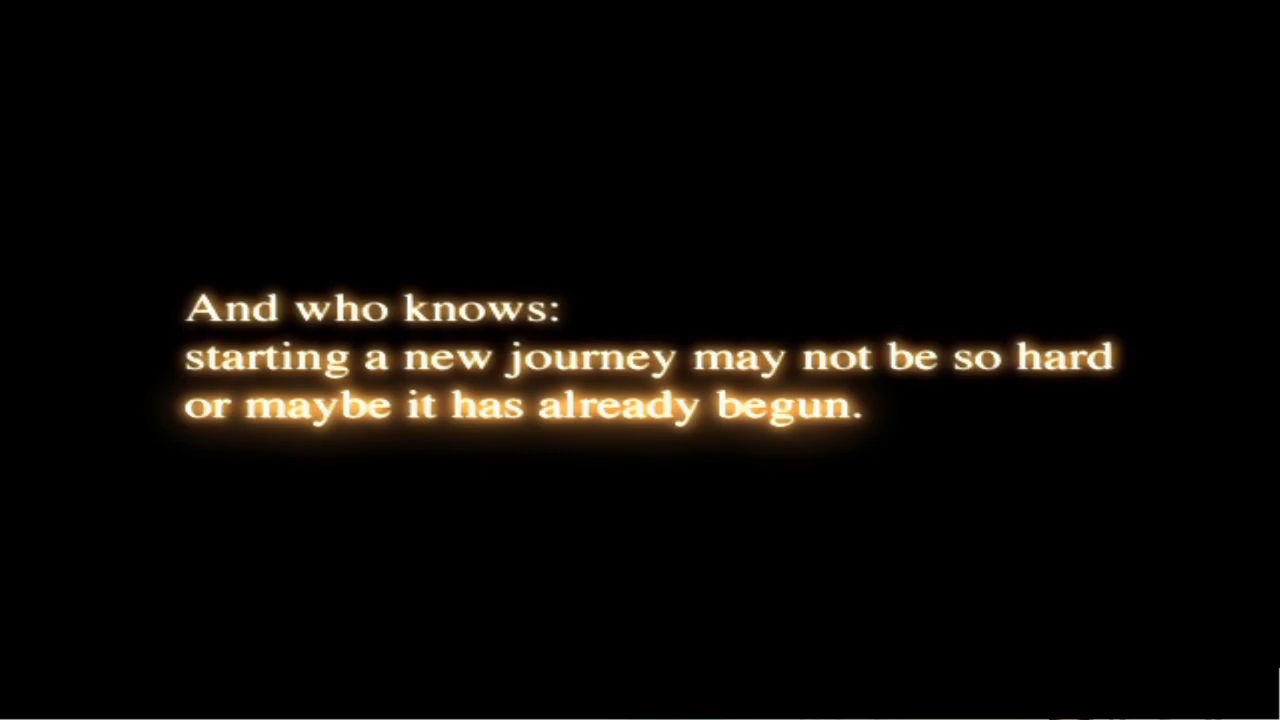 And who knows:
starting a new journey may not be so hard
or maybe it has already begun.